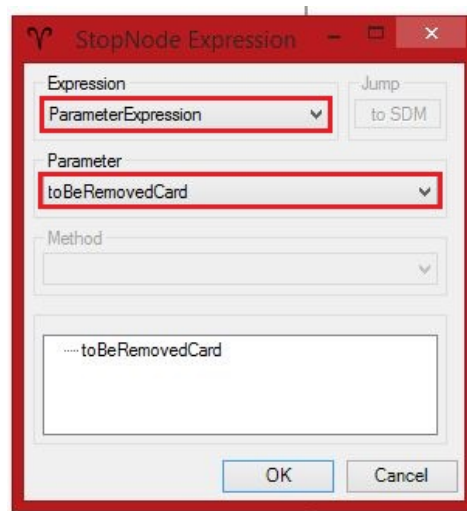 StopNode Expression
Expression
Jump
ParameterExpression
to SDM
Parameter
toBeRemovedCard
Method
toBeRemovedCard
OK
Cancel